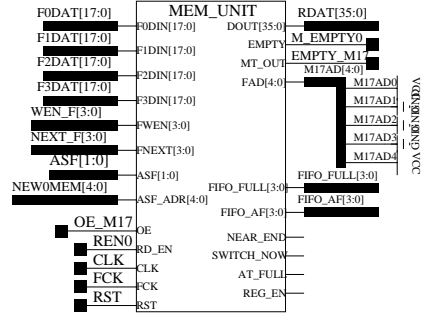 MEM_UNIT
F0DAT[17:0]
F0DIN[17:0]
F1DAT[17:0]
F1DIN[17:0]
F2DAT[17:0]
F2DIN[17:0]
F3DAT[17:0]
F3DIN[17:0]
WEN_F[3:0]
FWEN[3:0]
NEXT_F[3:0]
FNEXT[3:0]
ASF[1:0]
ASF[1:0]
NEW0MEM[4:0]
ASF_ADR[4:0]
OE_M17
OE
REN0
RD_EN
CLK
CLK
FCK
FCK
RST
RST
RDAT[35:0]
DOUT[35:0]
M_EMPTY0
EMPTY
EMPTY_M17
MT_OUT
M17AD[4:0]
FAD[4:0]
M17AD0
M17AD1
M17AD2
M17AD3
M17AD4
VCC
GND
VCC
FIFO_FULL[3:0]
FIFO_FULL[3:0]
FIFO_AF[3:0]
FIFO_AF[3:0]
NEAR_END
SWITCH_NOW
AT_FULL
REG_EN